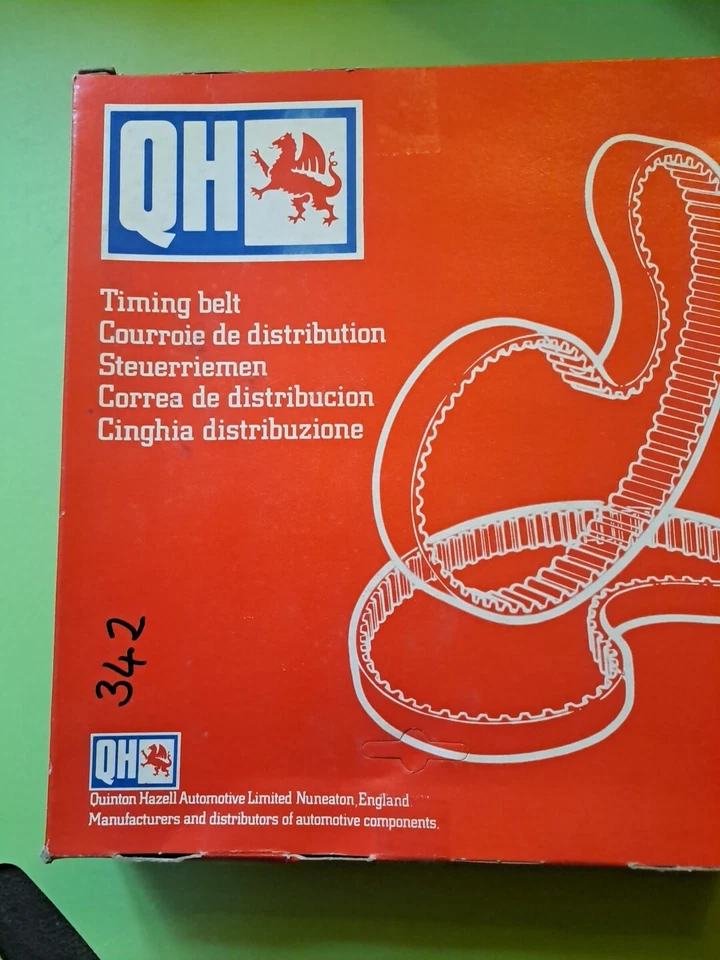 QH
Timing belt
Courroie de distribution
Steuerriemen
Correa de distribucion
Cinghia distribuzione
342
QH
Quinton Hazell Automotive Limited Nuneaton, England
Manufacturers and distributors of automotive components.